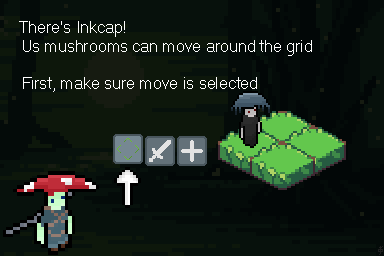 There's Inkcap!
Us mushrooms can move around the grid
First, make sure move is selected